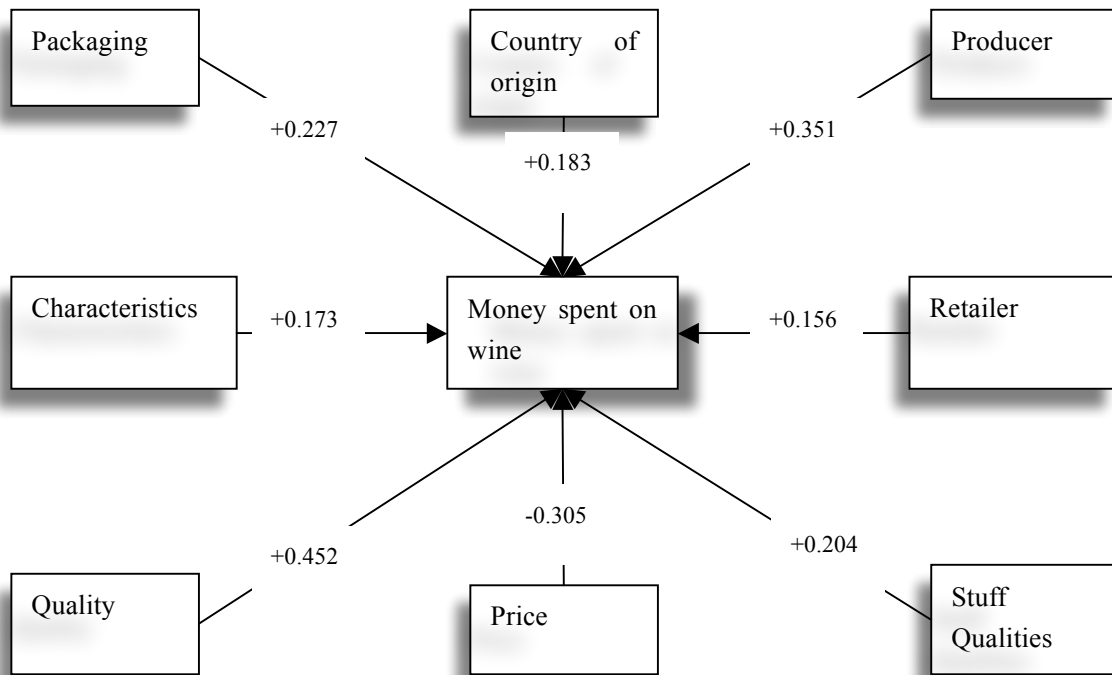 Packaging
Country of
origin
Producer
+0.227
+0.183
+0.351
Characteristics
+0.173
Money spent on
wine
+0.156
Retailer
+0.452
-0.305
+0.204
Quality
Price
Stuff
Qualities